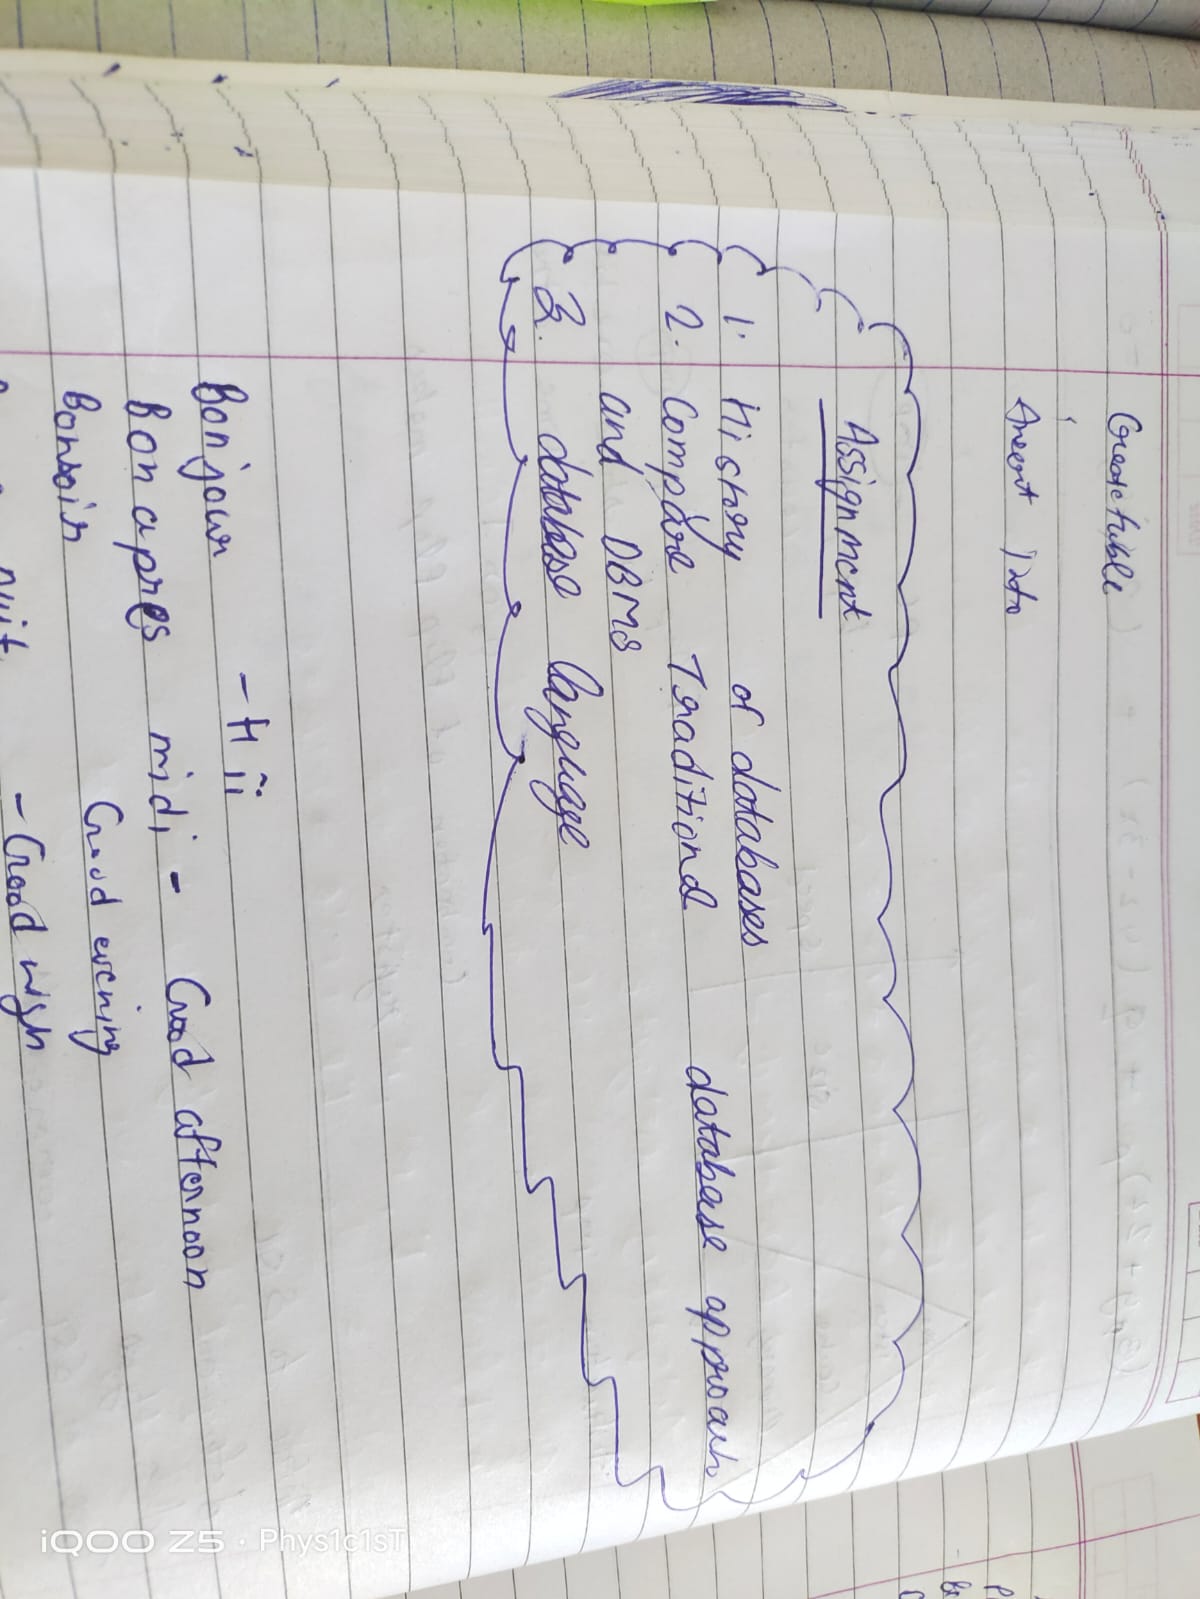 Create table
Insert Into
Assignment
1. History of databases
2. Compare Traditional database approach
and DBMS
3. database language
Bonjour - Hii
Bon apres midi - Good afternoon
Bonsoir Good evening
nuit - Good nigh
iQOO Z5 · Phys1c1sT